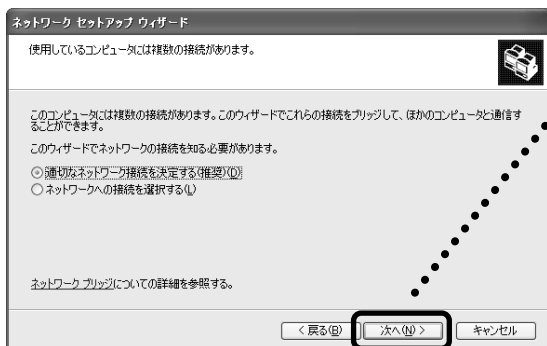 ネットワーク セットアップ ウィザード
使用しているコンピュータには複数の接続があります。
このコンピュータには複数の接続があります。このウィザードでこれらの接続をブリッジして、ほかのコンピュータと通信す
ることができます。
このウィザードでネットワークの接続を知る必要があります。
適切なネットワーク接続を決定する(推奨)(D)
ネットワークへの接続を選択する(L)
ネットワーク ブリッジについての詳細を参照する。
< 戻る(B) 次へ(N) > キャンセル